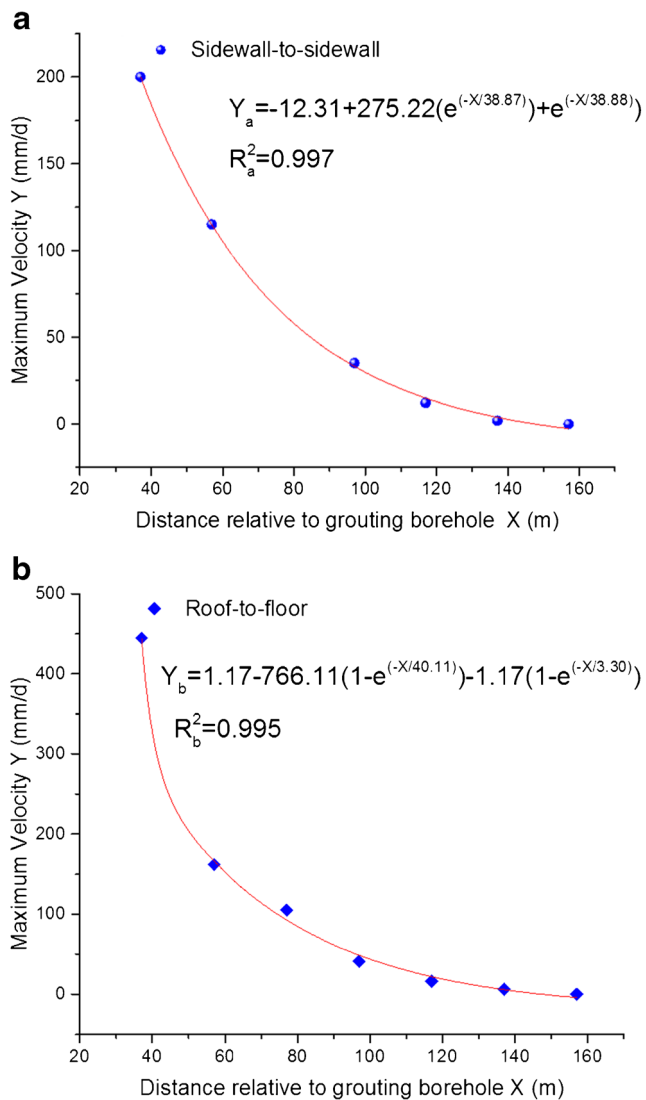 a
Sidewall-to-sidewall
Yₐ=-12.31+275.22(e^(-X/38.87))+e^(-X/38.88))
R²ₐ=0.997
200
150
100
50
0
20 40 60 80 100 120 140 160
Maximum Velocity Y (mm/d)
Distance relative to grouting borehole X (m)
b
Roof-to-floor
Y_b=1.17-766.11(1-e^(-X/40.11))-1.17(1-e^(-X/3.30))
R²_b=0.995
500
400
300
200
100
0
20 40 60 80 100 120 140 160
Maximum Velocity Y (mm/d)
Distance relative to grouting borehole X (m)